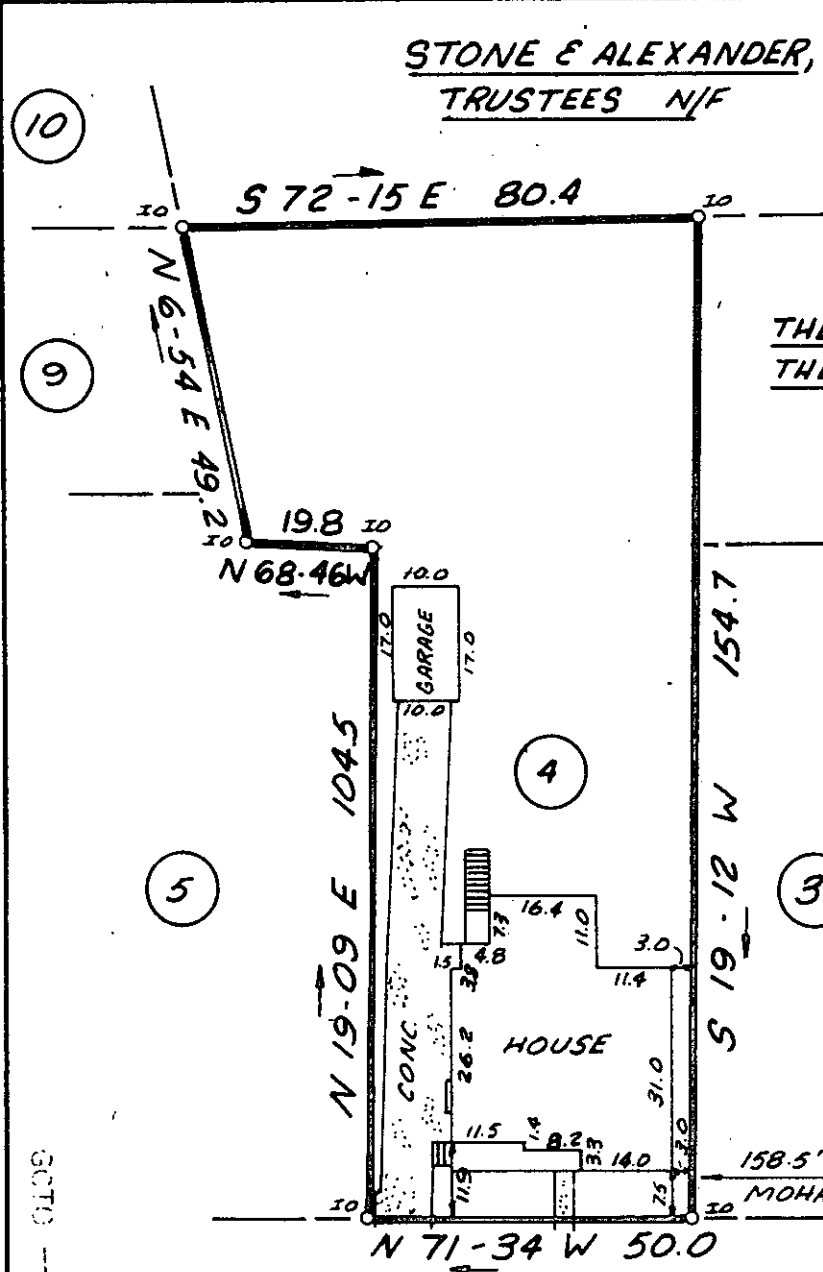 STONE & ALEXANDER,
TRUSTEES N/F
10
S 72-15 E 80.4
IO
IO
N 6-54 E 49.2
9
THE
THE
19.8
IO
IO
N 68-46W
10.0
17.0
GARAGE
17.0
10.0
154.7
S 19-12 W
N 19-09 E 104.5
4
5
3
16.4
7.3
11.0
4.8
1.5
3.8
3.0
11.4
CONC.
26.2
HOUSE
31.0
11.5
1.4
8.2
3.3
14.0
3.0
11.9
7.5
158.5'
MOHA
IO
IO
N 71-34 W 50.0